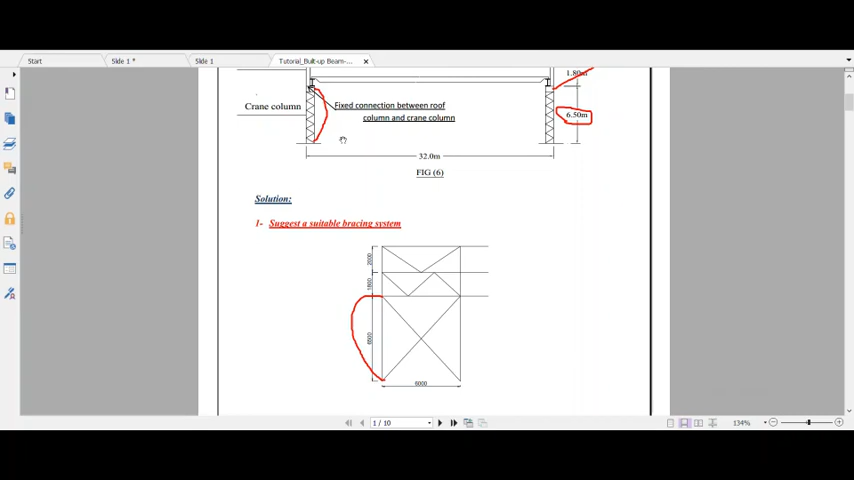 Start
Slide 1 *
Slide 1
Tutorial_Built-up Beam-...
1.80m
Crane column
Fixed connection between roof
column and crane column
6.50m
32.0m
FIG (6)
Solution:
1- Suggest a suitable bracing system
2000
1800
6000
1 / 10
134%